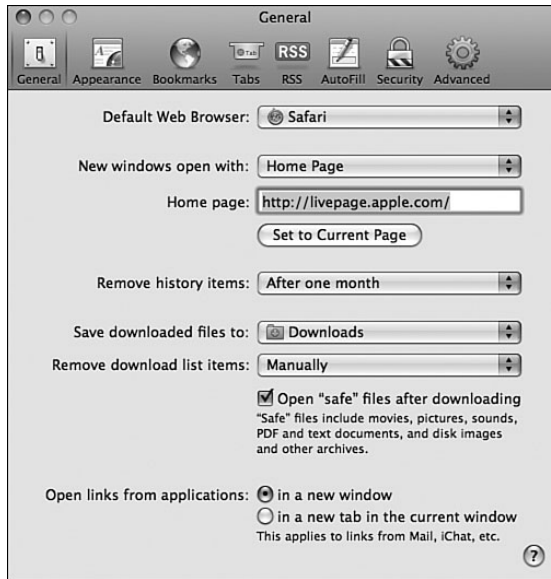 General
Tab
RSS
General Appearance Bookmarks Tabs RSS AutoFill Security Advanced
Default Web Browser: Safari
New windows open with: Home Page
Home page: http://livepage.apple.com/
Set to Current Page
Remove history items: After one month
Save downloaded files to: Downloads
Remove download list items: Manually
Open “safe” files after downloading
“Safe” files include movies, pictures, sounds,
PDF and text documents, and disk images
and other archives.
Open links from applications: in a new window
in a new tab in the current window
This applies to links from Mail, iChat, etc.
?